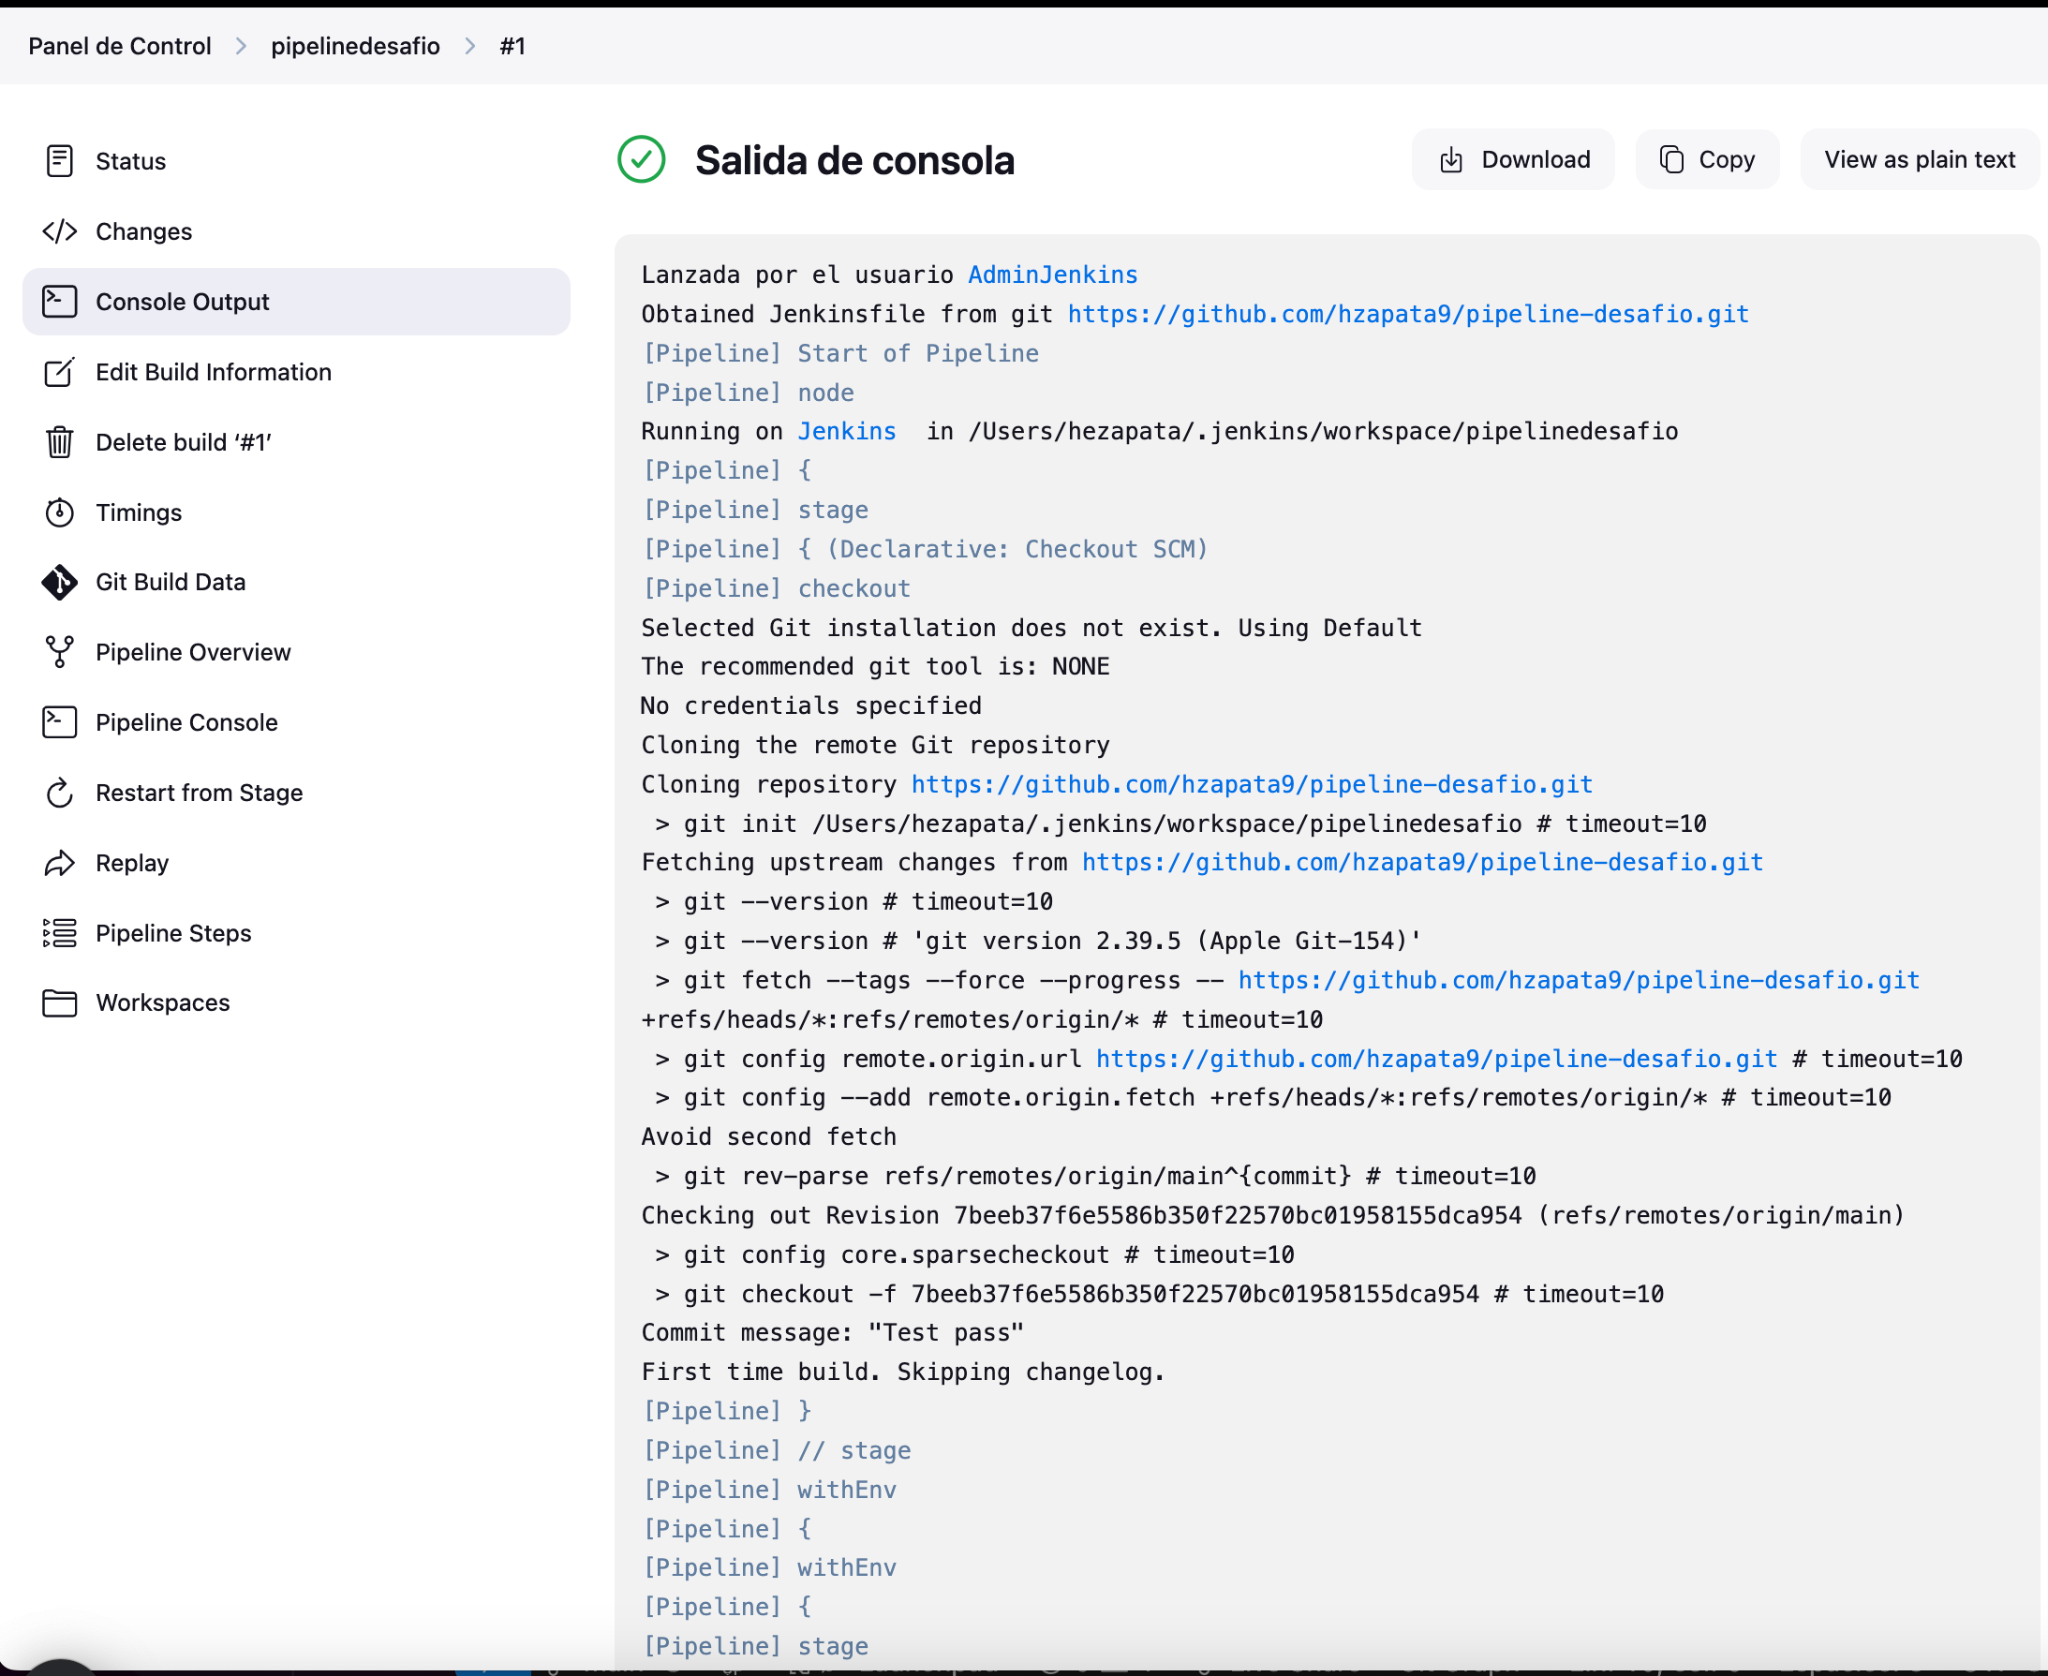 Panel de Control > pipelinedesafio > #1
Status
Changes
Console Output
Edit Build Information
Delete build ‘#1’
Timings
Git Build Data
Pipeline Overview
Pipeline Console
Restart from Stage
Replay
Pipeline Steps
Workspaces
Salida de consola
Download
Copy
View as plain text
Lanzada por el usuario AdminJenkins
Obtained Jenkinsfile from git https://github.com/hzapata9/pipeline-desafio.git
[Pipeline] Start of Pipeline
[Pipeline] node
Running on Jenkins  in /Users/hezapata/.jenkins/workspace/pipelinedesafio
[Pipeline] {
[Pipeline] stage
[Pipeline] { (Declarative: Checkout SCM)
[Pipeline] checkout
Selected Git installation does not exist. Using Default
The recommended git tool is: NONE
No credentials specified
Cloning the remote Git repository
Cloning repository https://github.com/hzapata9/pipeline-desafio.git
 > git init /Users/hezapata/.jenkins/workspace/pipelinedesafio # timeout=10
Fetching upstream changes from https://github.com/hzapata9/pipeline-desafio.git
 > git --version # timeout=10
 > git --version # 'git version 2.39.5 (Apple Git-154)'
 > git fetch --tags --force --progress -- https://github.com/hzapata9/pipeline-desafio.git
+refs/heads/*:refs/remotes/origin/* # timeout=10
 > git config remote.origin.url https://github.com/hzapata9/pipeline-desafio.git # timeout=10
 > git config --add remote.origin.fetch +refs/heads/*:refs/remotes/origin/* # timeout=10
Avoid second fetch
 > git rev-parse refs/remotes/origin/main^{commit} # timeout=10
Checking out Revision 7beeb37f6e5586b350f22570bc01958155dca954 (refs/remotes/origin/main)
 > git config core.sparsecheckout # timeout=10
 > git checkout -f 7beeb37f6e5586b350f22570bc01958155dca954 # timeout=10
Commit message: "Test pass"
First time build. Skipping changelog.
[Pipeline] }
[Pipeline] // stage
[Pipeline] withEnv
[Pipeline] {
[Pipeline] withEnv
[Pipeline] {
[Pipeline] stage